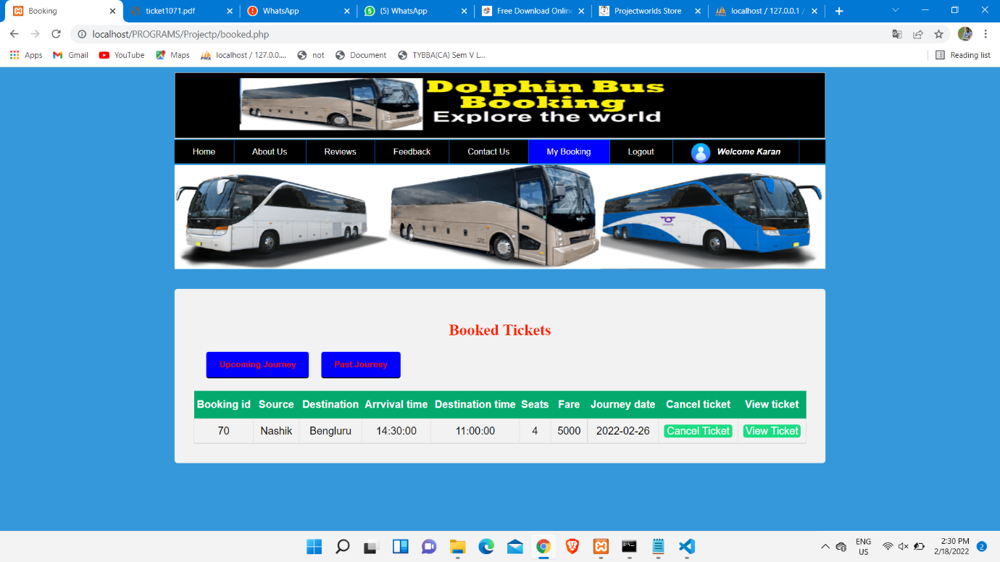 Booking
ticket1071.pdf
WhatsApp
(5) WhatsApp
Free Download Onlin
Projectworlds Store
localhost / 127.0.0.1 /
localhost/PROGRAMS/Projectp/booked.php
Apps Gmail YouTube Maps localhost / 127.0.0.... not Document TYBBA(CA) Sem V L... Reading list
Dolphin Bus
Booking
Explore the world
Home About Us Reviews Feedback Contact Us My Booking Logout Welcome Karan
Booked Tickets
Upcoming Journey Past Journey
Booking id Source Destination Arrvival time Destination time Seats Fare Journey date Cancel ticket View ticket
70 Nashik Bengluru 14:30:00 11:00:00 4 5000 2022-02-26 Cancel Ticket View Ticket
ENG 2:30 PM
US 2/18/2022 2